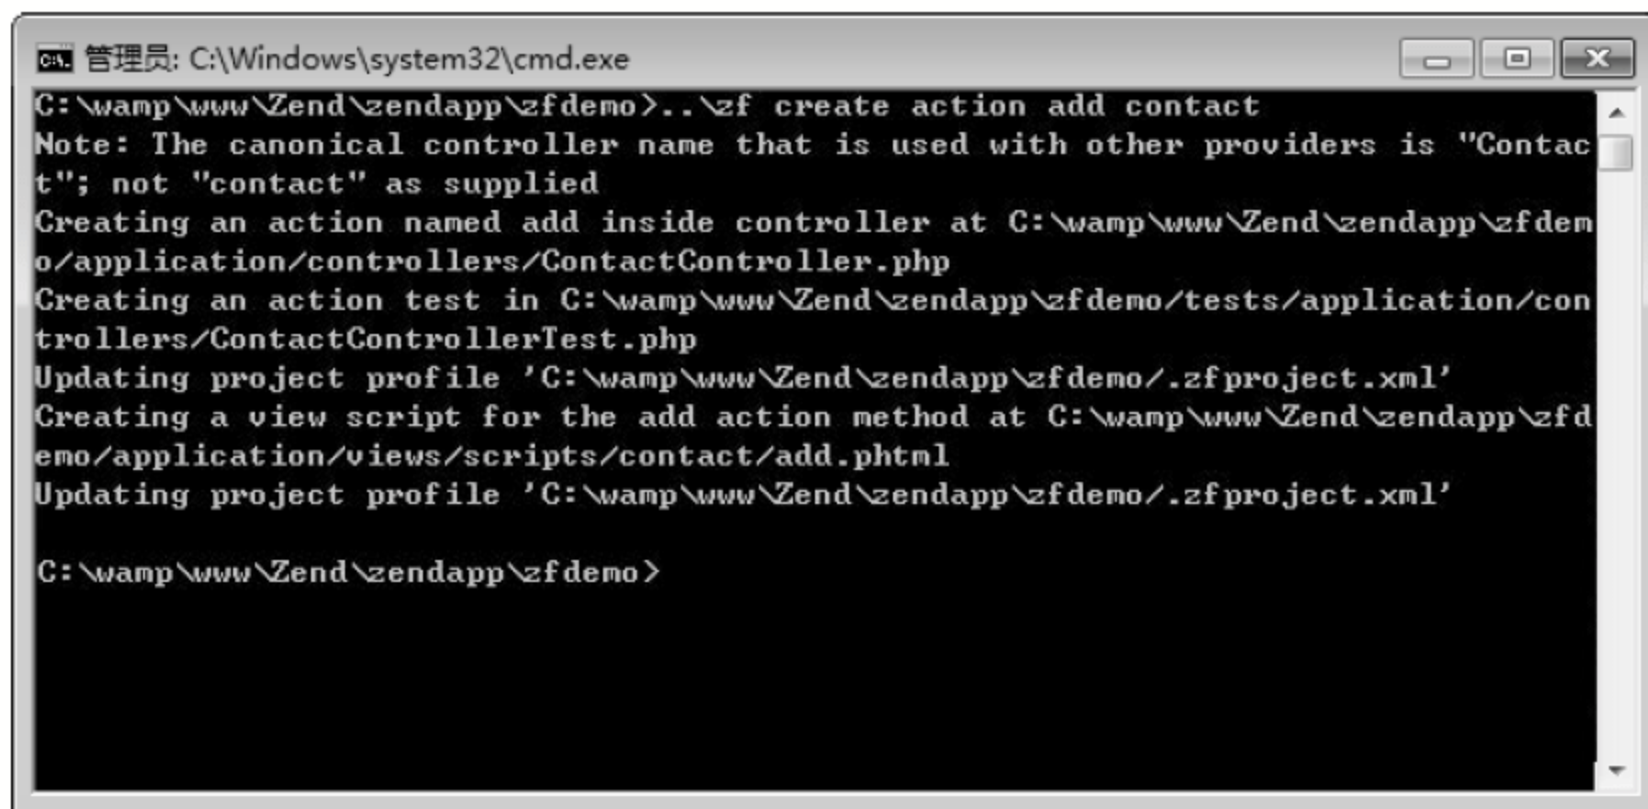 管理员: C:\Windows\system32\cmd.exe
C:\wamp\www\Zend\zendapp\zfdemo>..\zf create action add contact
Note: The canonical controller name that is used with other providers is "Contac
t"; not "contact" as supplied
Creating an action named add inside controller at C:\wamp\www\Zend\zendapp\zfdem
o/application/controllers/ContactController.php
Creating an action test in C:\wamp\www\Zend\zendapp\zfdemo/tests/application/con
trollers/ContactControllerTest.php
Updating project profile 'C:\wamp\www\Zend\zendapp\zfdemo/.zfproject.xml'
Creating a view script for the add action method at C:\wamp\www\Zend\zendapp\zfd
emo/application/views/scripts/contact/add.phtml
Updating project profile 'C:\wamp\www\Zend\zendapp\zfdemo/.zfproject.xml'
C:\wamp\www\Zend\zendapp\zfdemo>